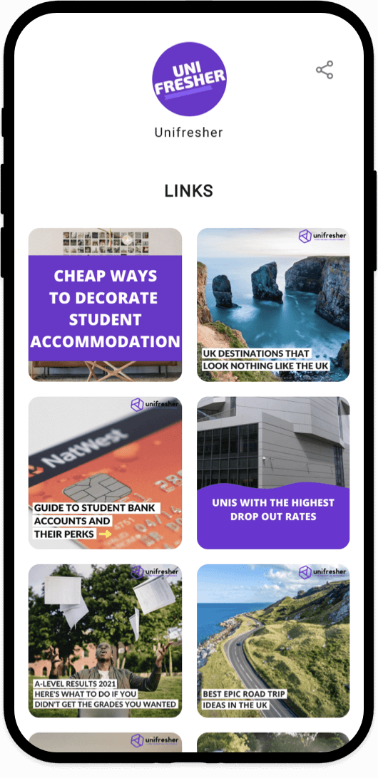 UNI
FRESHER
Unifresher
LINKS
CHEAP WAYS
TO DECORATE
STUDENT
ACCOMMODATION
unifresher
UK DESTINATIONS THAT
LOOK NOTHING LIKE THE UK
unifresher
NatWest
GUIDE TO STUDENT BANK
ACCOUNTS AND
THEIR PERKS
UNIS WITH THE HIGHEST
DROP OUT RATES
unifresher
A-LEVEL RESULTS 2021
HERE'S WHAT TO DO IF YOU
DIDN'T GET THE GRADES YOU WANTED
unifresher
BEST EPIC ROAD TRIP
IDEAS IN THE UK
unifresher